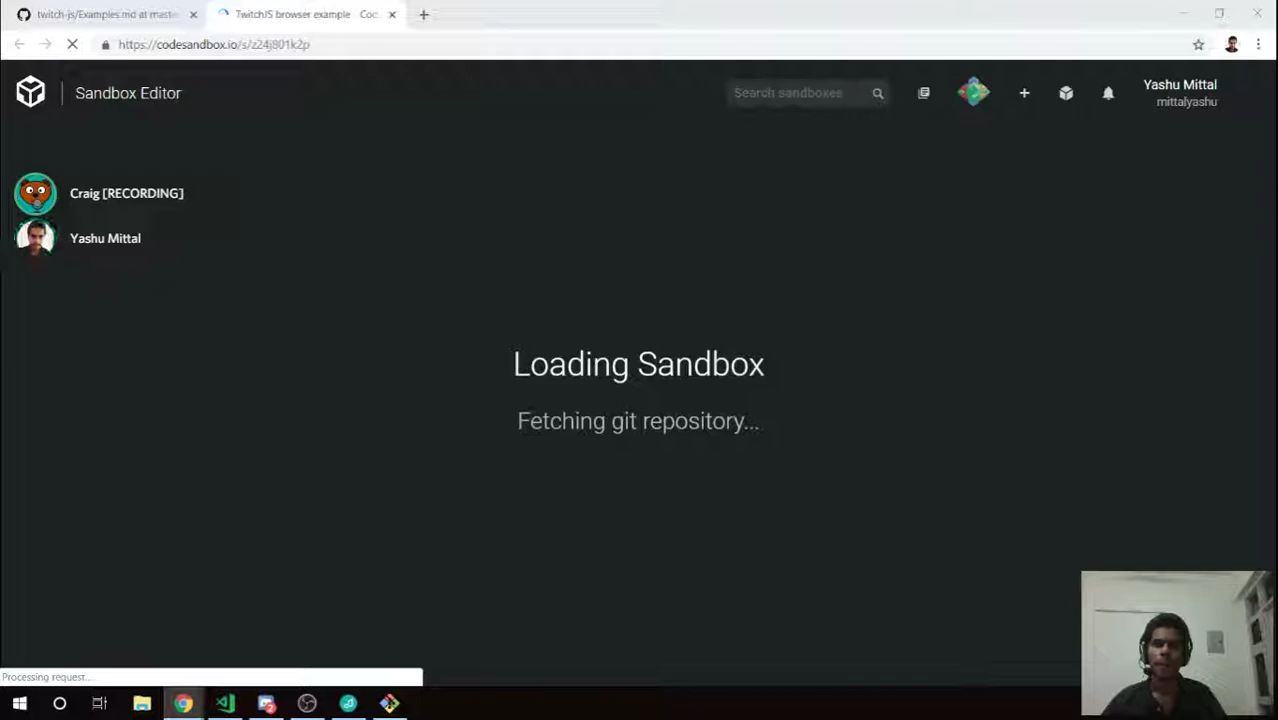 twitch-js/Examples.md at maste
TwitchJS browser example - Coc
https://codesandbox.io/s/z24j801k2p
Sandbox Editor
Search sandboxes
Yashu Mittal
mittalyashu
Craig [RECORDING]
Yashu Mittal
Loading Sandbox
Fetching git repository...
Processing request...